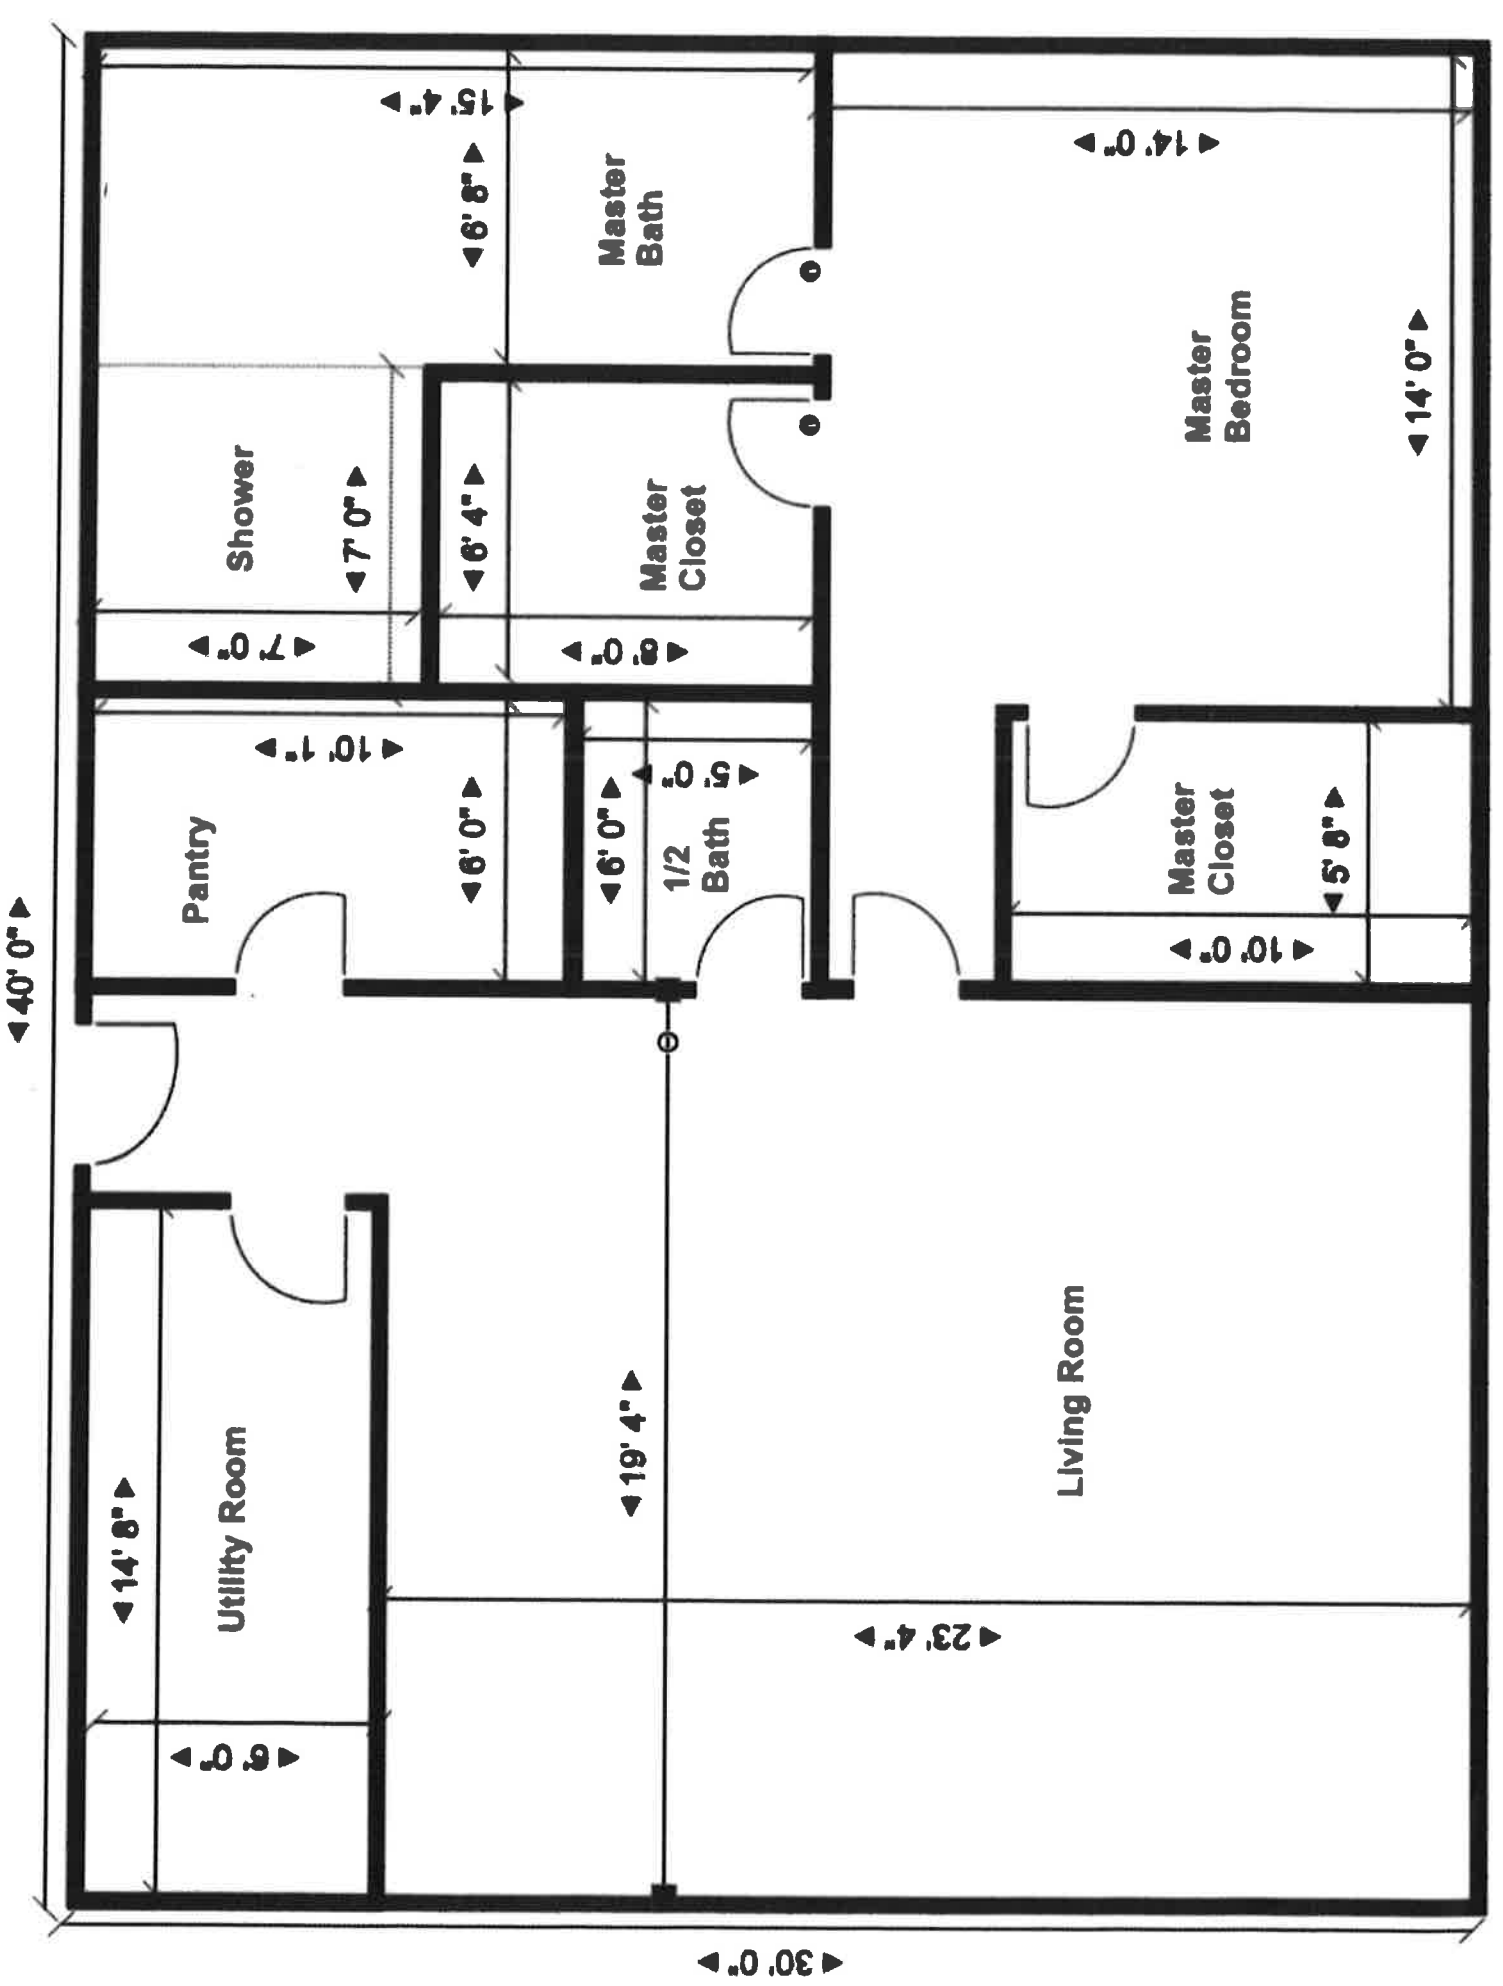 40' 0"
30' 0"
15' 4"
6' 8"
Master
Bath
14' 0"
14' 0"
Master
Bedroom
Shower
7' 0"
7' 0"
6' 4"
8' 0"
Master
Closet
10' 1"
6' 0"
Pantry
6' 0"
5' 0"
1/2
Bath
Master
Closet
5' 8"
10' 0"
14' 8"
Utility Room
6' 0"
19' 4"
Living Room
23' 4"